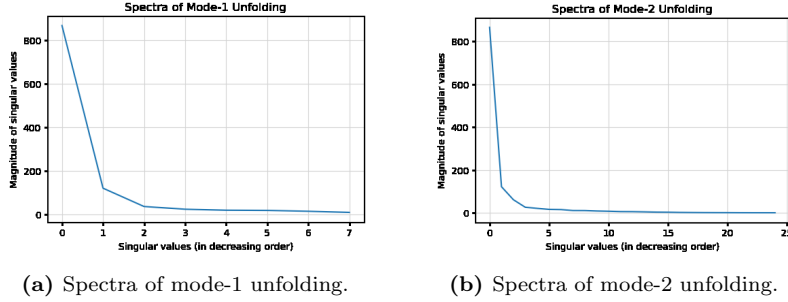 Spectra of Mode-1 Unfolding
Magnitude of singular values
800
600
400
200
0
0 1 2 3 4 5 6 7
Singular values (in decreasing order)
(a) Spectra of mode-1 unfolding.
Spectra of Mode-2 Unfolding
Magnitude of singular values
800
600
400
200
0
0 5 10 15 20 25
Singular values (in decreasing order)
(b) Spectra of mode-2 unfolding.